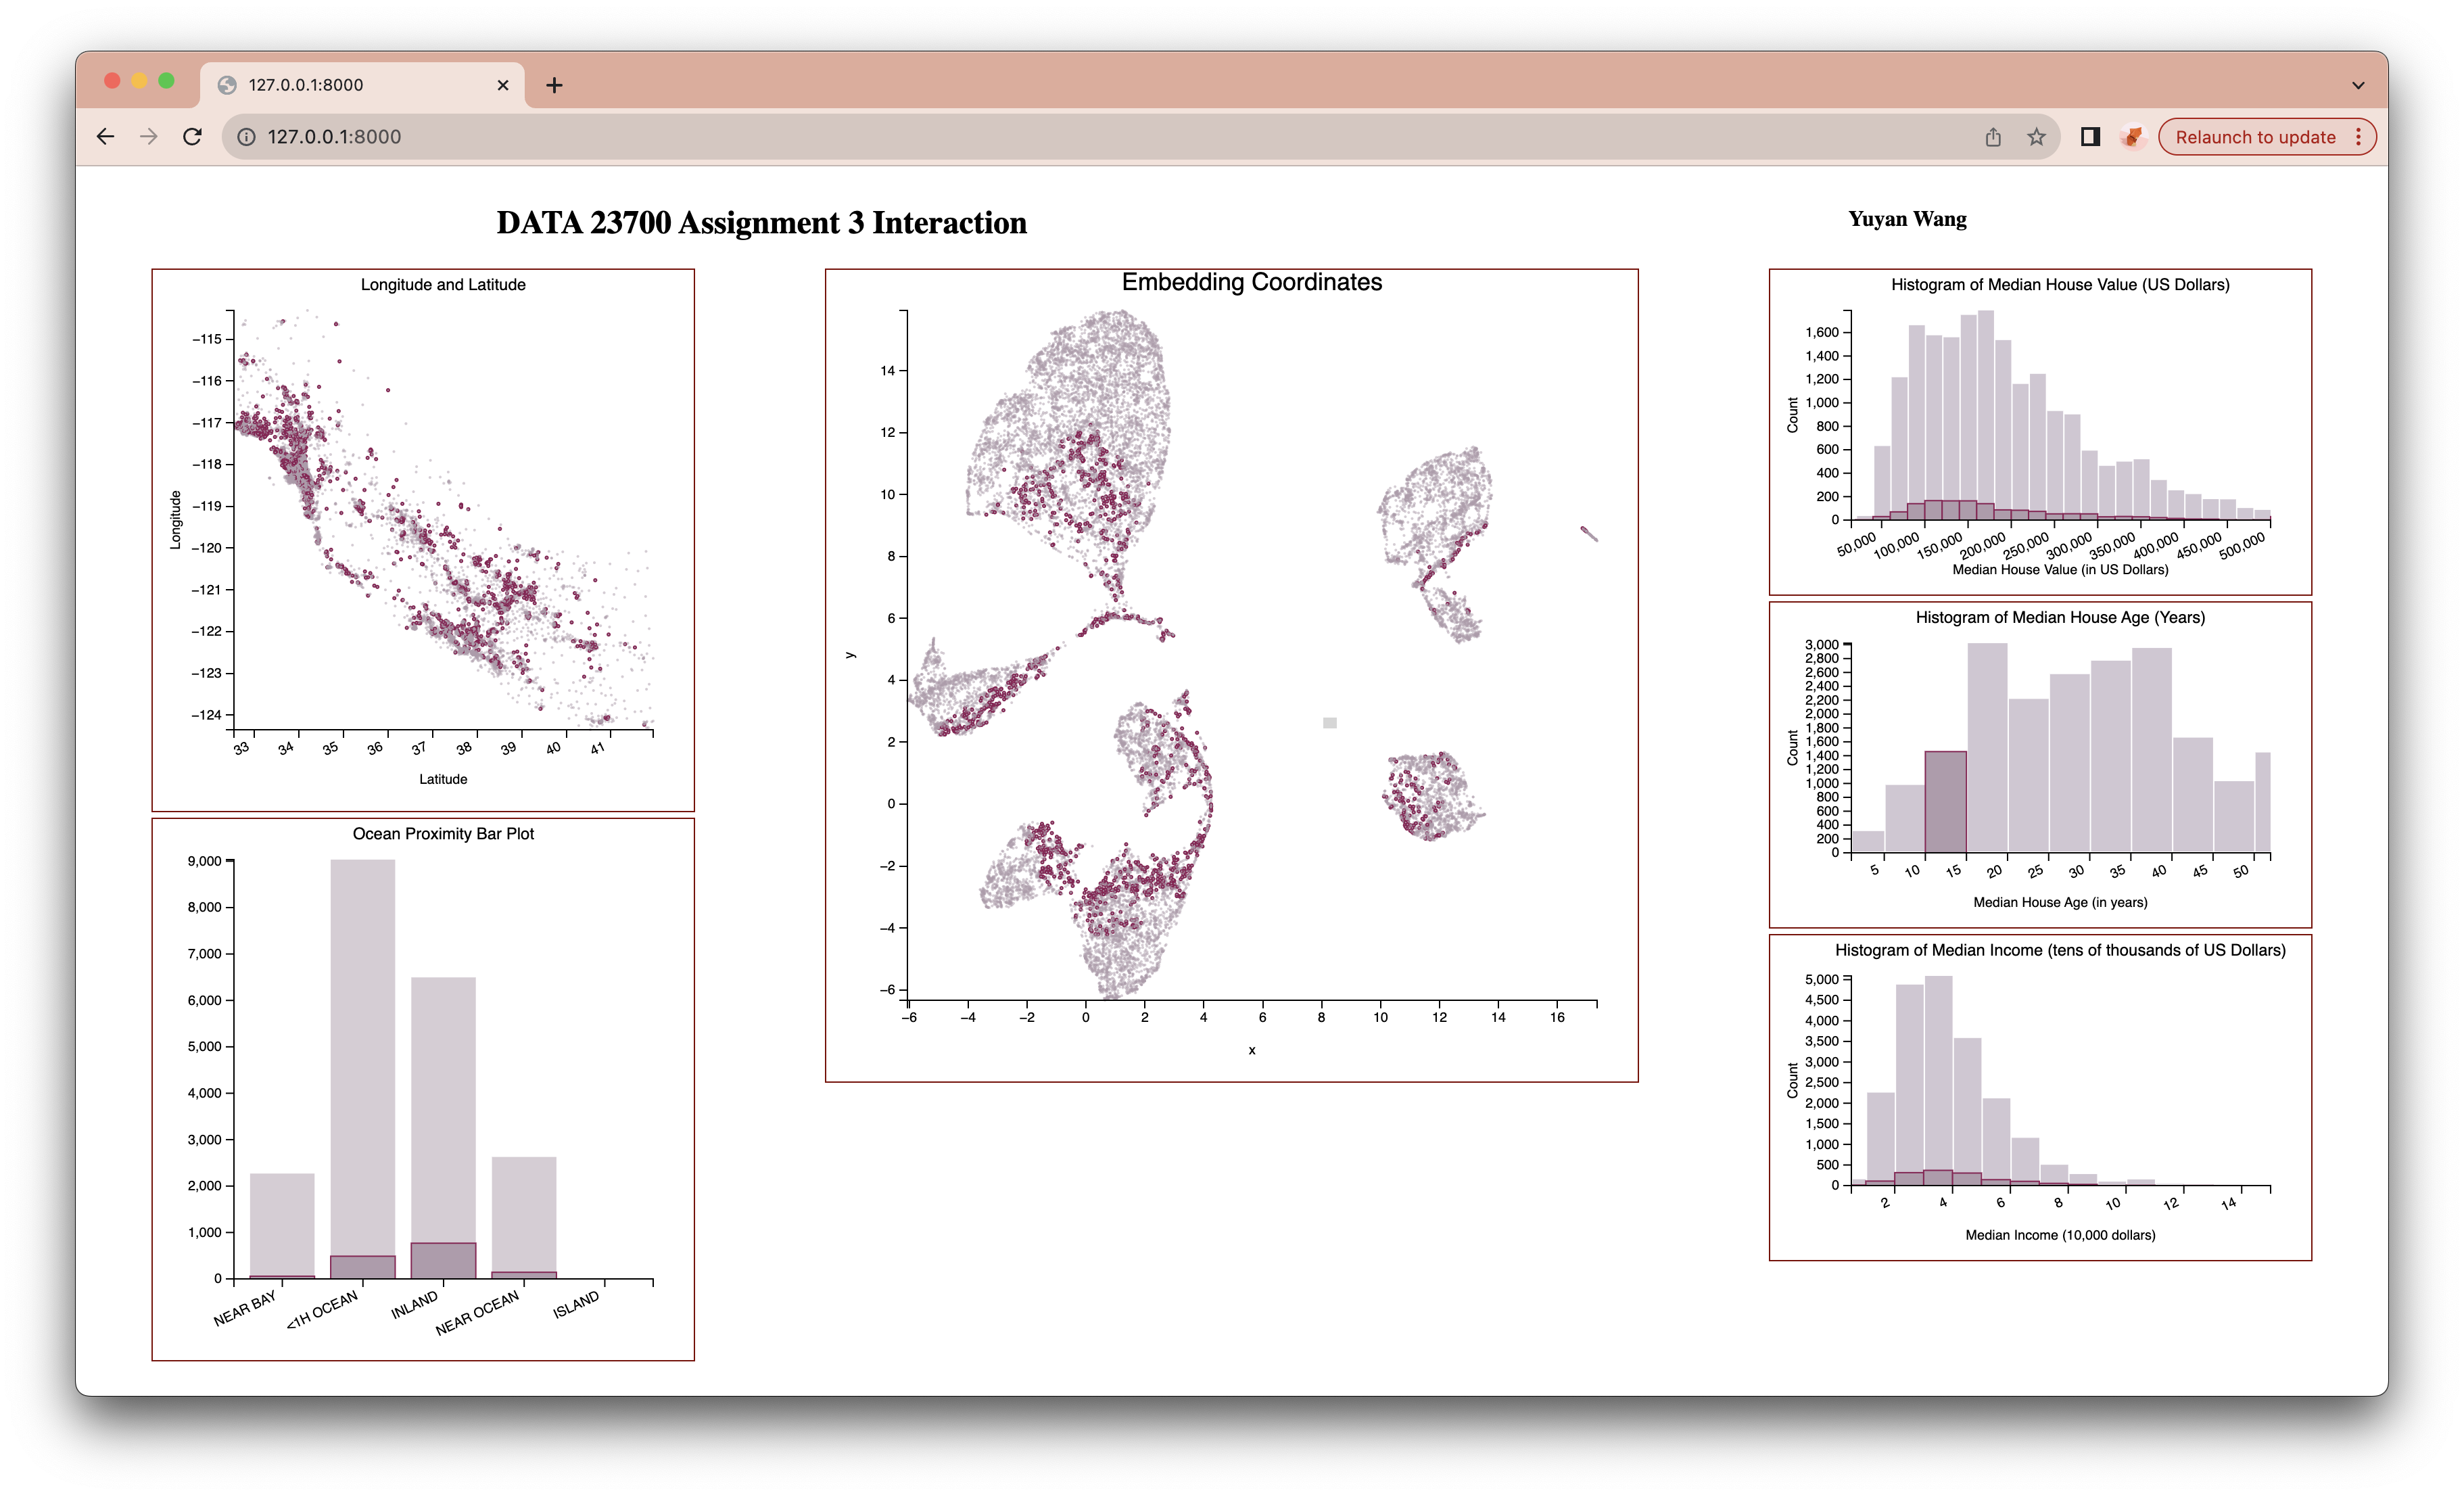 127.0.0.1:8000
127.0.0.1:8000
Relaunch to update
DATA 23700 Assignment 3 Interaction
Yuyan Wang
Longitude and Latitude
−115
−116
−117
−118
−119
−120
−121
−122
−123
−124
Longitude
33 34 35 36 37 38 39 40 41
Latitude
Ocean Proximity Bar Plot
9,000
8,000
7,000
6,000
5,000
4,000
3,000
2,000
1,000
0
NEAR BAY <1H OCEAN INLAND NEAR OCEAN ISLAND
Embedding Coordinates
14
12
10
8
6
4
2
0
−2
−4
−6
y
−6 −4 −2 0 2 4 6 8 10 12 14 16
x
Histogram of Median House Value (US Dollars)
1,600
1,400
1,200
1,000
800
600
400
200
0
Count
50,000 100,000 150,000 200,000 250,000 300,000 350,000 400,000 450,000 500,000
Median House Value (in US Dollars)
Histogram of Median House Age (Years)
3,000
2,800
2,600
2,400
2,200
2,000
1,800
1,600
1,400
1,200
1,000
800
600
400
200
0
Count
5 10 15 20 25 30 35 40 45 50
Median House Age (in years)
Histogram of Median Income (tens of thousands of US Dollars)
5,000
4,500
4,000
3,500
3,000
2,500
2,000
1,500
1,000
500
0
Count
2 4 6 8 10 12 14
Median Income (10,000 dollars)